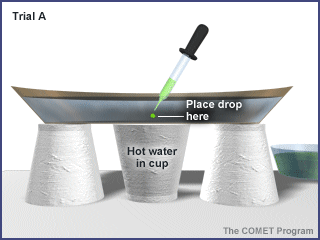 Trial A
Place drop
here
Hot water
in cup
The COMET Program